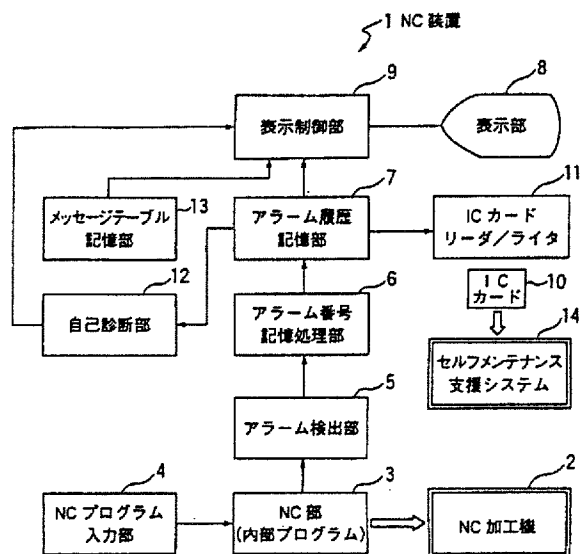 1 NC 装置
9
表示制御部
8
表示部
メッセージテーブル
記憶部
13
7
アラーム履歴
記憶部
11
IC カード
リーダ/ライタ
12
自己診断部
6
アラーム番号
記憶処理部
IC
カード
10
14
セルフメンテナンス
支援システム
5
アラーム検出部
4
NC プログラム
入力部
3
NC 部
(内部プログラム)
2
NC 加工機